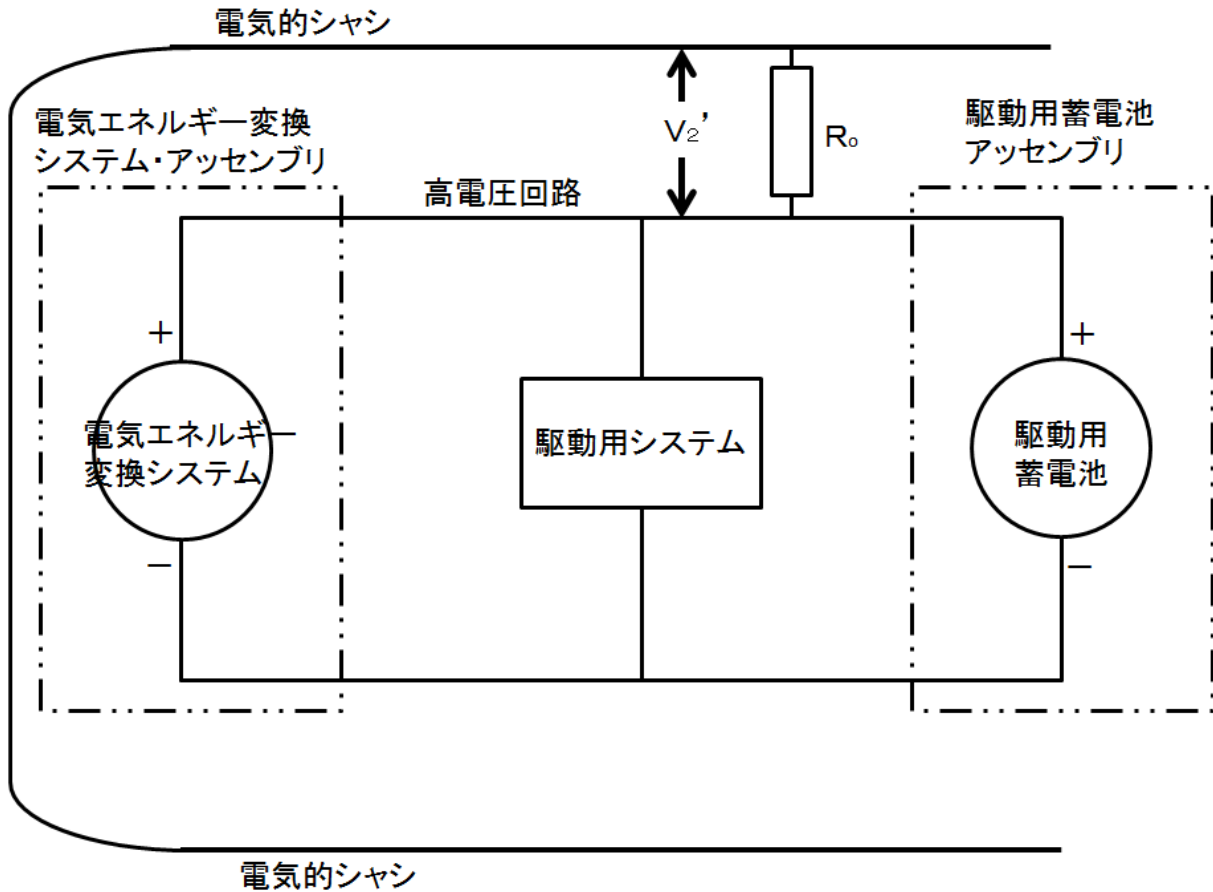 電気的シャシ
電気エネルギー変換
システム・アッセンブリ
V₂’
R₀
駆動用蓄電池
アッセンブリ
高電圧回路
+
+
電気エネルギー
変換システム
駆動用システム
駆動用
蓄電池
−
−
電気的シャシ